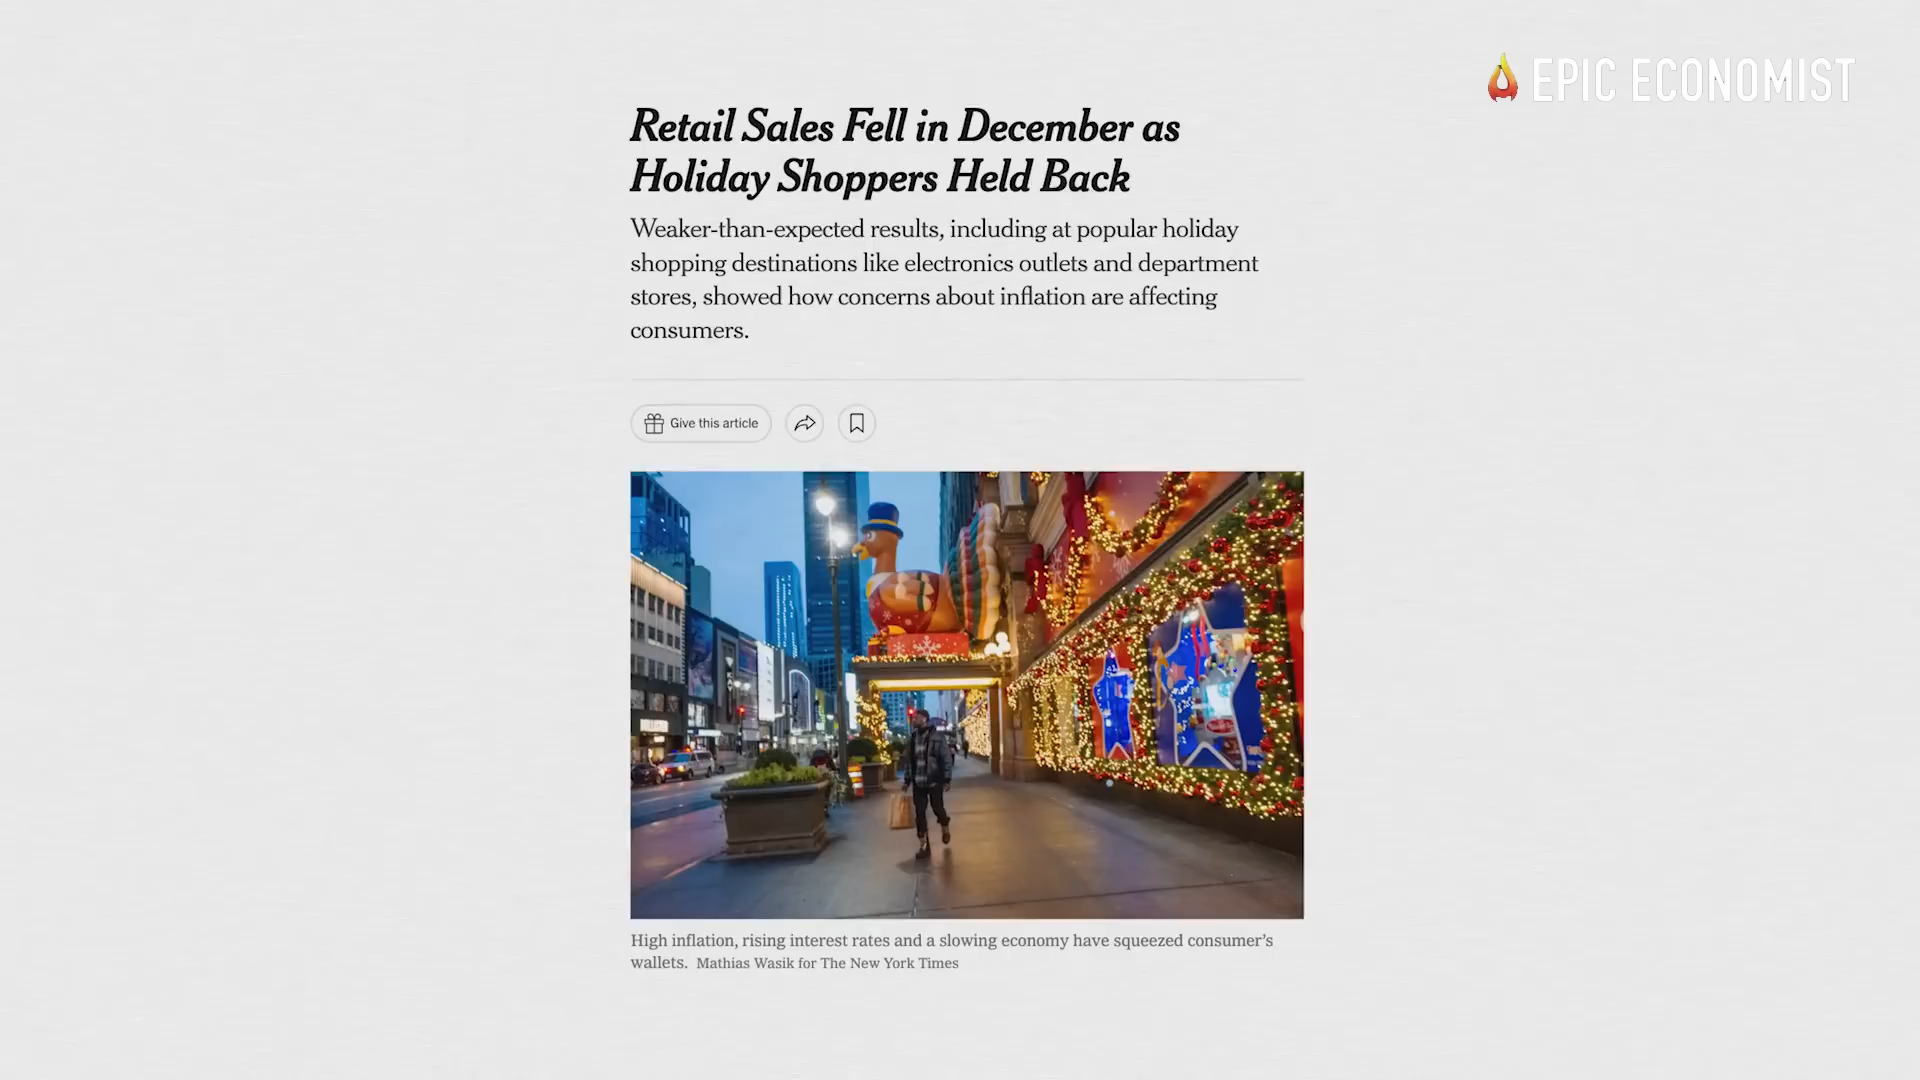 EPIC ECONOMIST
Retail Sales Fell in December as
Holiday Shoppers Held Back
Weaker-than-expected results, including at popular holiday
shopping destinations like electronics outlets and department
stores, showed how concerns about inflation are affecting
consumers.
Give this article
KAY
High inflation, rising interest rates and a slowing economy have squeezed consumer’s
wallets. Mathias Wasik for The New York Times